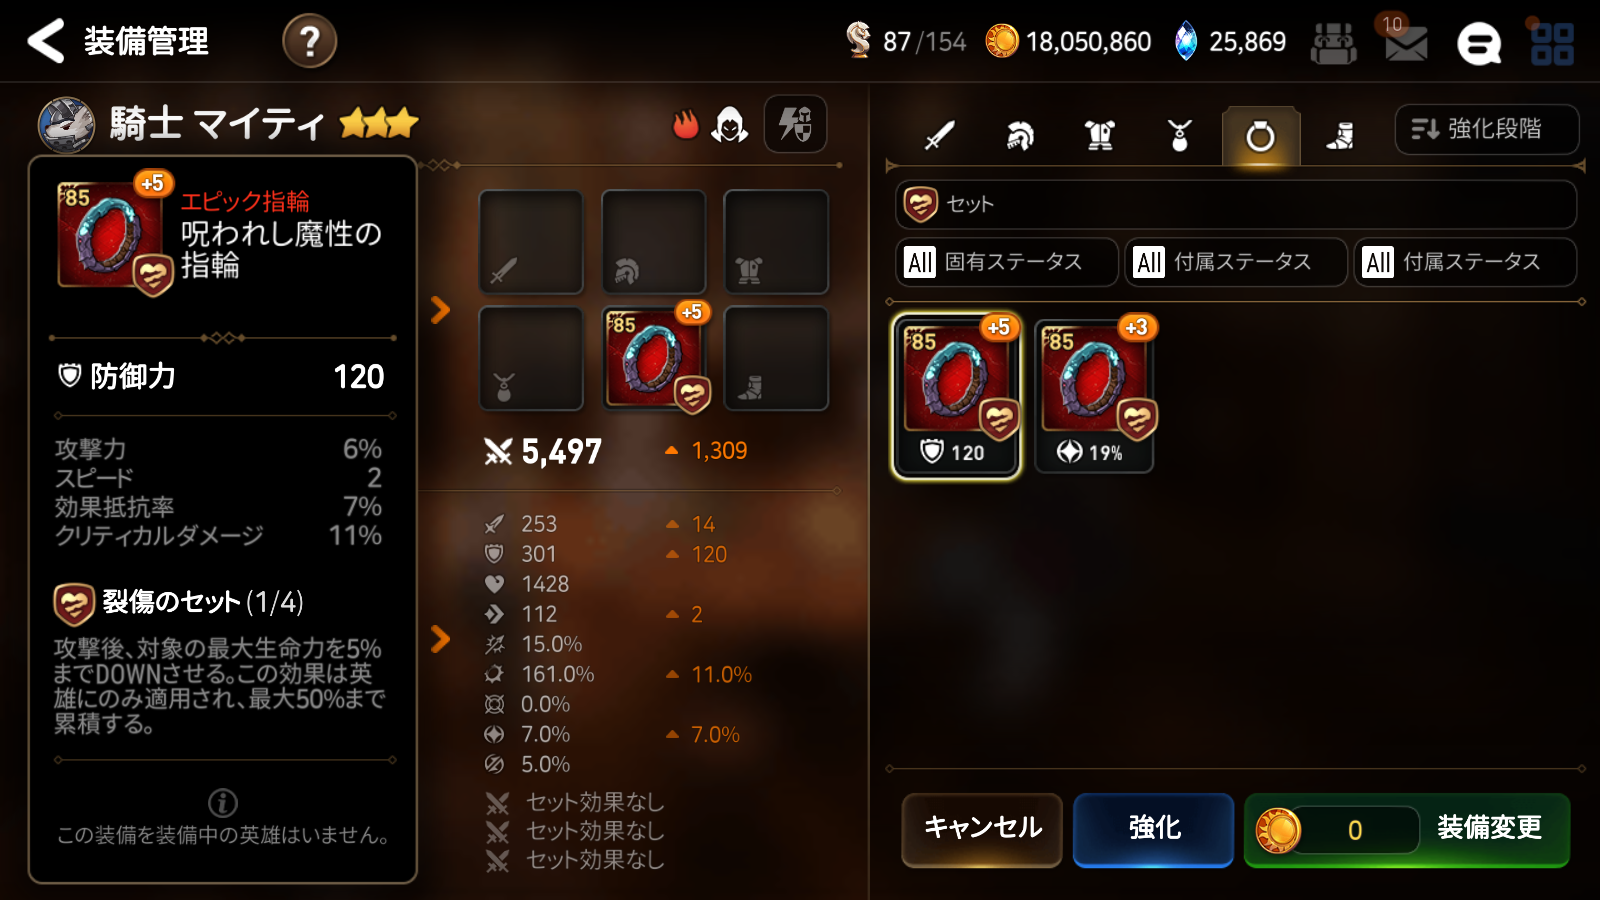 装備管理
?
87/154
18,050,860
25,869
10
騎士 マイティ
強化段階
85
+5
エピック指輪
呪われし魔性の
指輪
防御力 120
攻撃力 6%
スピード 2
効果抵抗率 7%
クリティカルダメージ 11%
裂傷のセット(1/4)
攻撃後、対象の最大生命力を5%
までDOWNさせる。この効果は英
雄にのみ適用され、最大50%まで
累積する。
この装備を装備中の英雄はいません。
85
+5
5,497 1,309
253 14
301 120
1428
112 2
15.0%
161.0% 11.0%
0.0%
7.0% 7.0%
5.0%
セット効果なし
セット効果なし
セット効果なし
セット
All 固有ステータス
All 付属ステータス
All 付属ステータス
85
+5
120
85
+3
19%
キャンセル
強化
0
装備変更